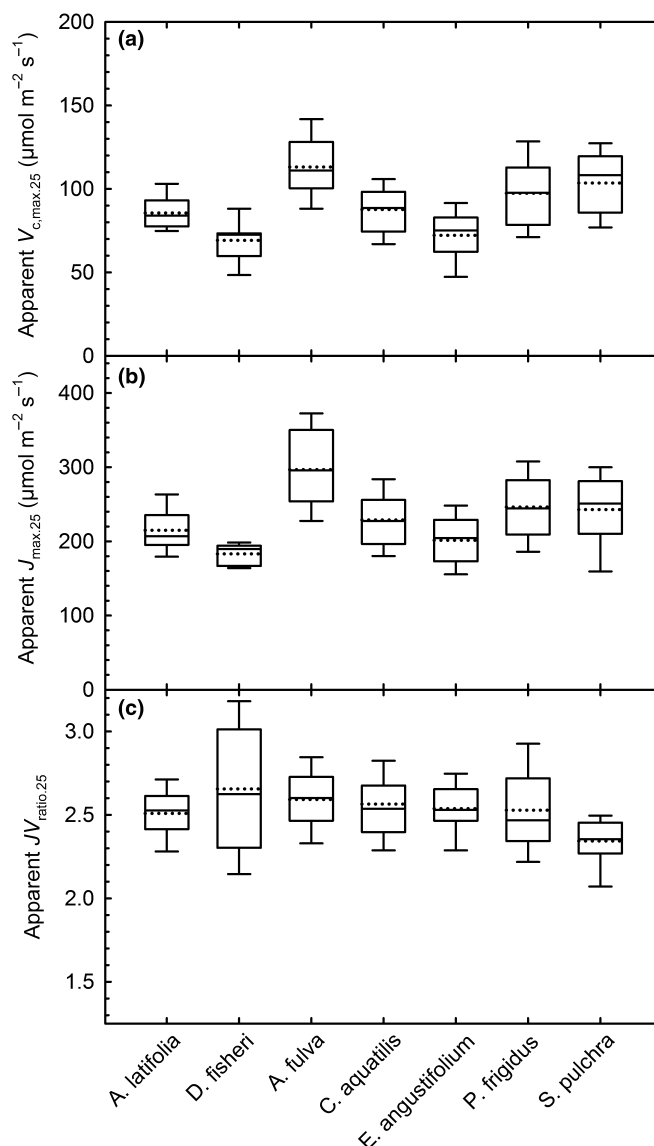 (a)
200
150
100
50
0
Apparent Vc,max.25 (µmol m−2 s−1)
(b)
400
300
200
100
0
Apparent Jmax.25 (µmol m−2 s−1)
(c)
3.0
2.5
2.0
1.5
Apparent JVratio.25
A. latifolia
D. fisheri
A. fulva
C. aquatilis
E. angustifolium
P. frigidus
S. pulchra